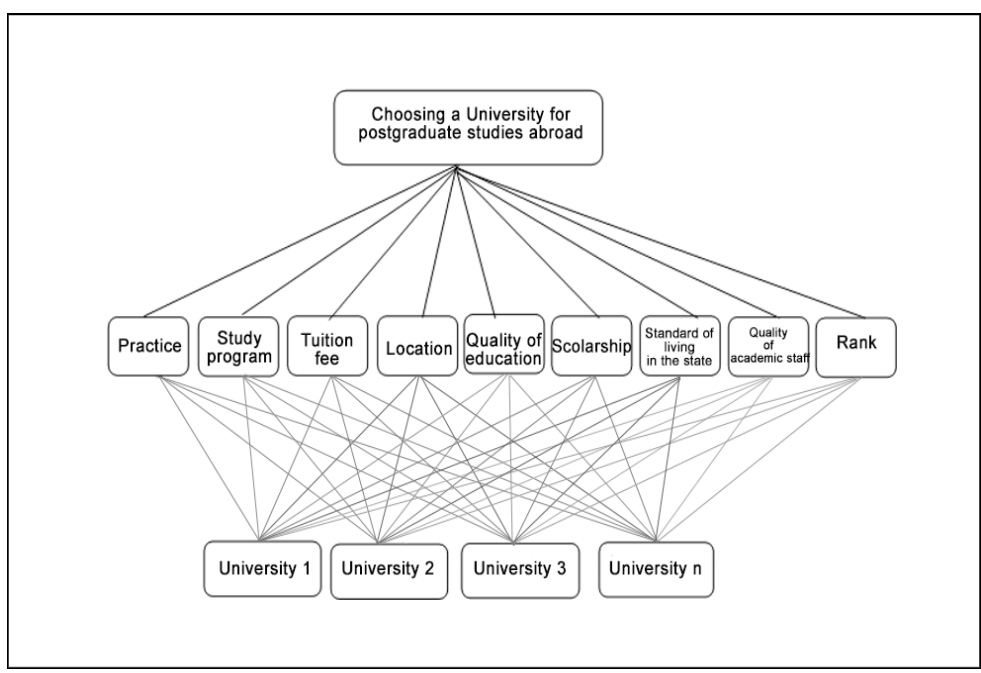 Choosing a University for
postgraduate studies abroad
Practice
Study
program
Tuition
fee
Location
Quality of
education
Scolarship
Standard of
living
in the state
Quality
of
academic staff
Rank
University 1
University 2
University 3
University n